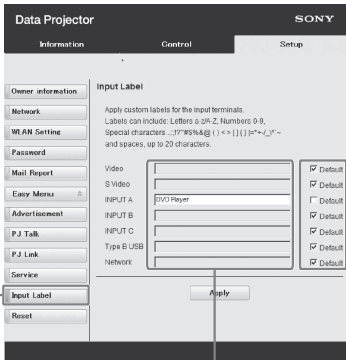 Data Projector
SONY
Information
Control
Setup
Owner information
Network
WLAN Setting
Password
Mail Report
Easy Menu
Advertisement
PJ Talk
PJ Link
Service
Input Label
Reset
Input Label
Apply custom labels for the input terminals.
Labels can include: Letters a-z/A-Z, Numbers 0-9,
Special characters
and spaces, up to 20 characters.
Video
Default
S Video
Default
INPUT A
DVD Player
Default
INPUT B
Default
INPUT C
Default
Type B USB
Default
Network
Default
Apply